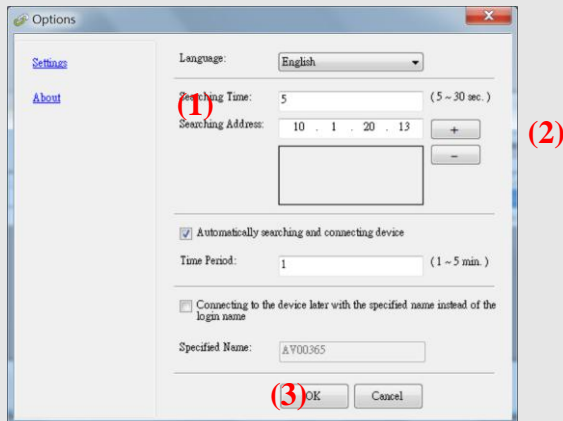 Options
Settings
About
Language:
English
Searching Time:
5
(5 ~ 30 sec.)
(1)
Searching Address:
10 . 1 . 20 . 13
+
(2)
-
Automatically searching and connecting device
Time Period:
1
(1 ~ 5 min.)
Connecting to the device later with the specified name instead of the
login name
Specified Name:
AV00365
(3)
OK
Cancel